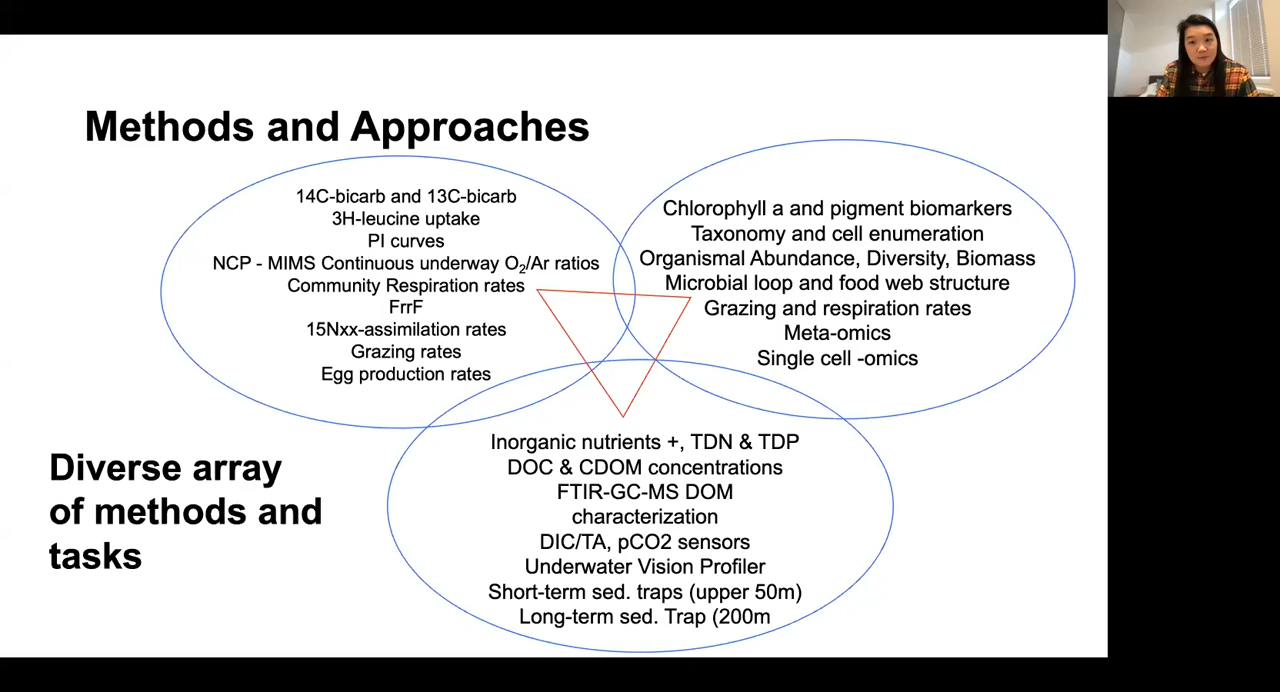 Methods and Approaches
14C-bicarb and 13C-bicarb
3H-leucine uptake
PI curves
NCP - MIMS Continuous underway O₂/Ar ratios
Community Respiration rates
FrrF
15Nxx-assimilation rates
Grazing rates
Egg production rates
Chlorophyll a and pigment biomarkers
Taxonomy and cell enumeration
Organismal Abundance, Diversity, Biomass
Microbial loop and food web structure
Grazing and respiration rates
Meta-omics
Single cell -omics
Inorganic nutrients +, TDN & TDP
DOC & CDOM concentrations
FTIR-GC-MS DOM
characterization
DIC/TA, pCO2 sensors
Underwater Vision Profiler
Short-term sed. traps (upper 50m)
Long-term sed. Trap (200m
Diverse array
of methods and
tasks